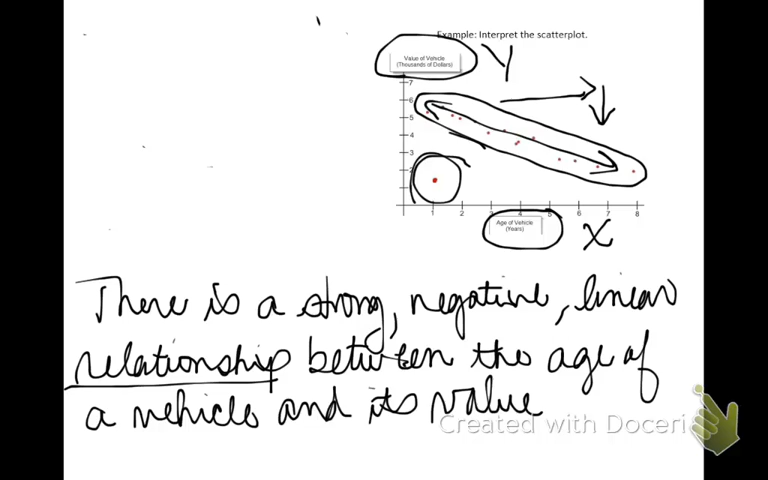 Example: Interpret the scatterplot.
Value of Vehicle
(Thousands of Dollars)
Y
7
6
5
4
3
2
1 2 3 4 5 6 7 8
Age of Vehicle
(Years)
X
There is a strong, negative, linear
relationship between the age of
a vehicle and its value
Created with Doceri